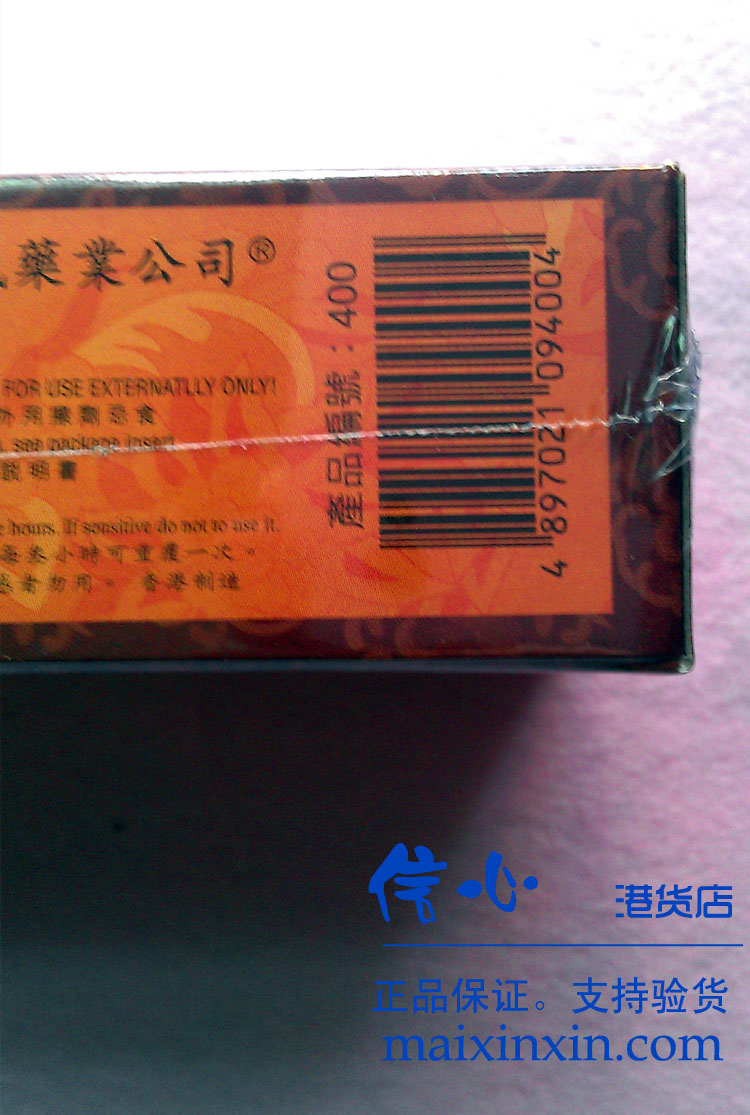 藥業公司®
FOR USE EXTERNATLLY ONLY!
外用藥劑忌食
see package insert
說明書
hours. If sensitive do not to use it.
每叁小時可重覆一次。
感者勿用。 香港制造
產品編號：400
4 897021 094004
信心 港货店
正品保证。支持验货
maixinxin.com